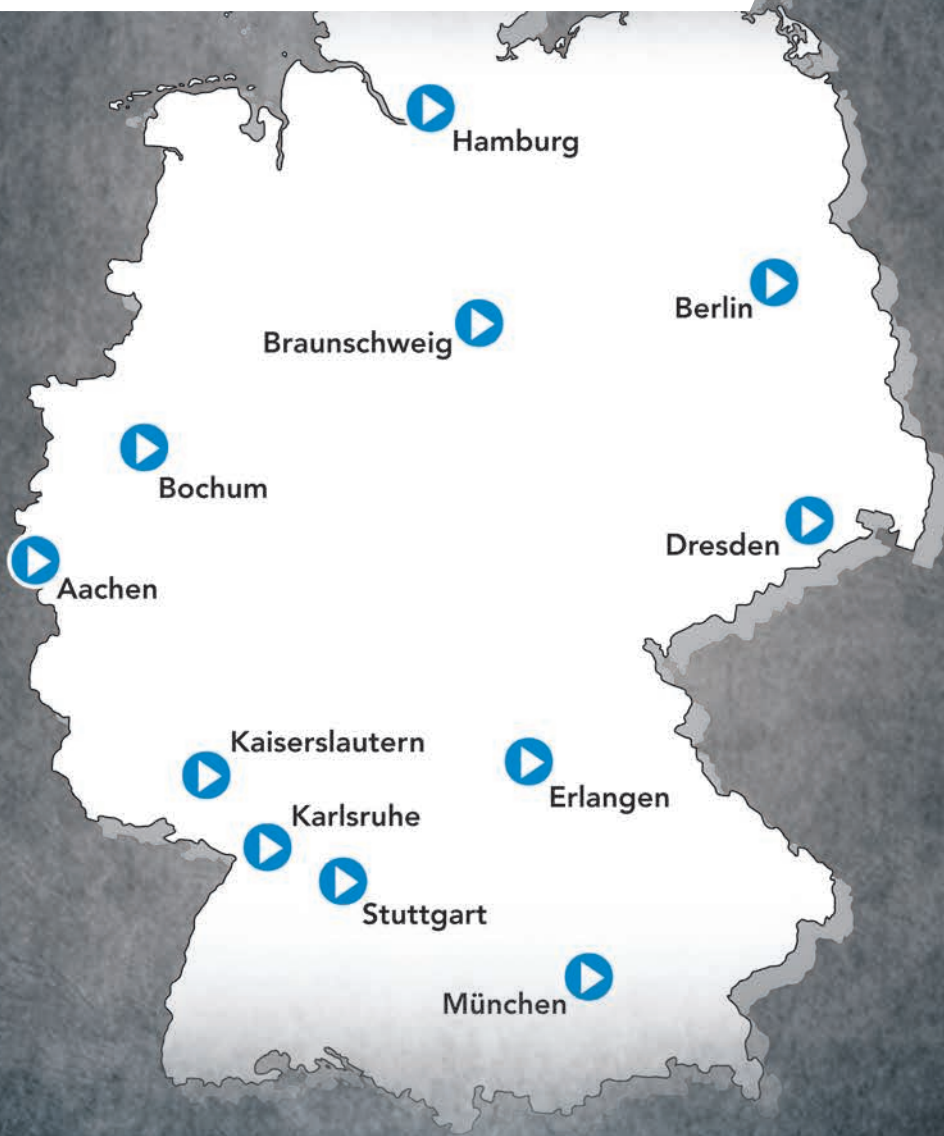 Hamburg
Berlin
Braunschweig
Bochum
Dresden
Aachen
Kaiserslautern
Erlangen
Karlsruhe
Stuttgart
München